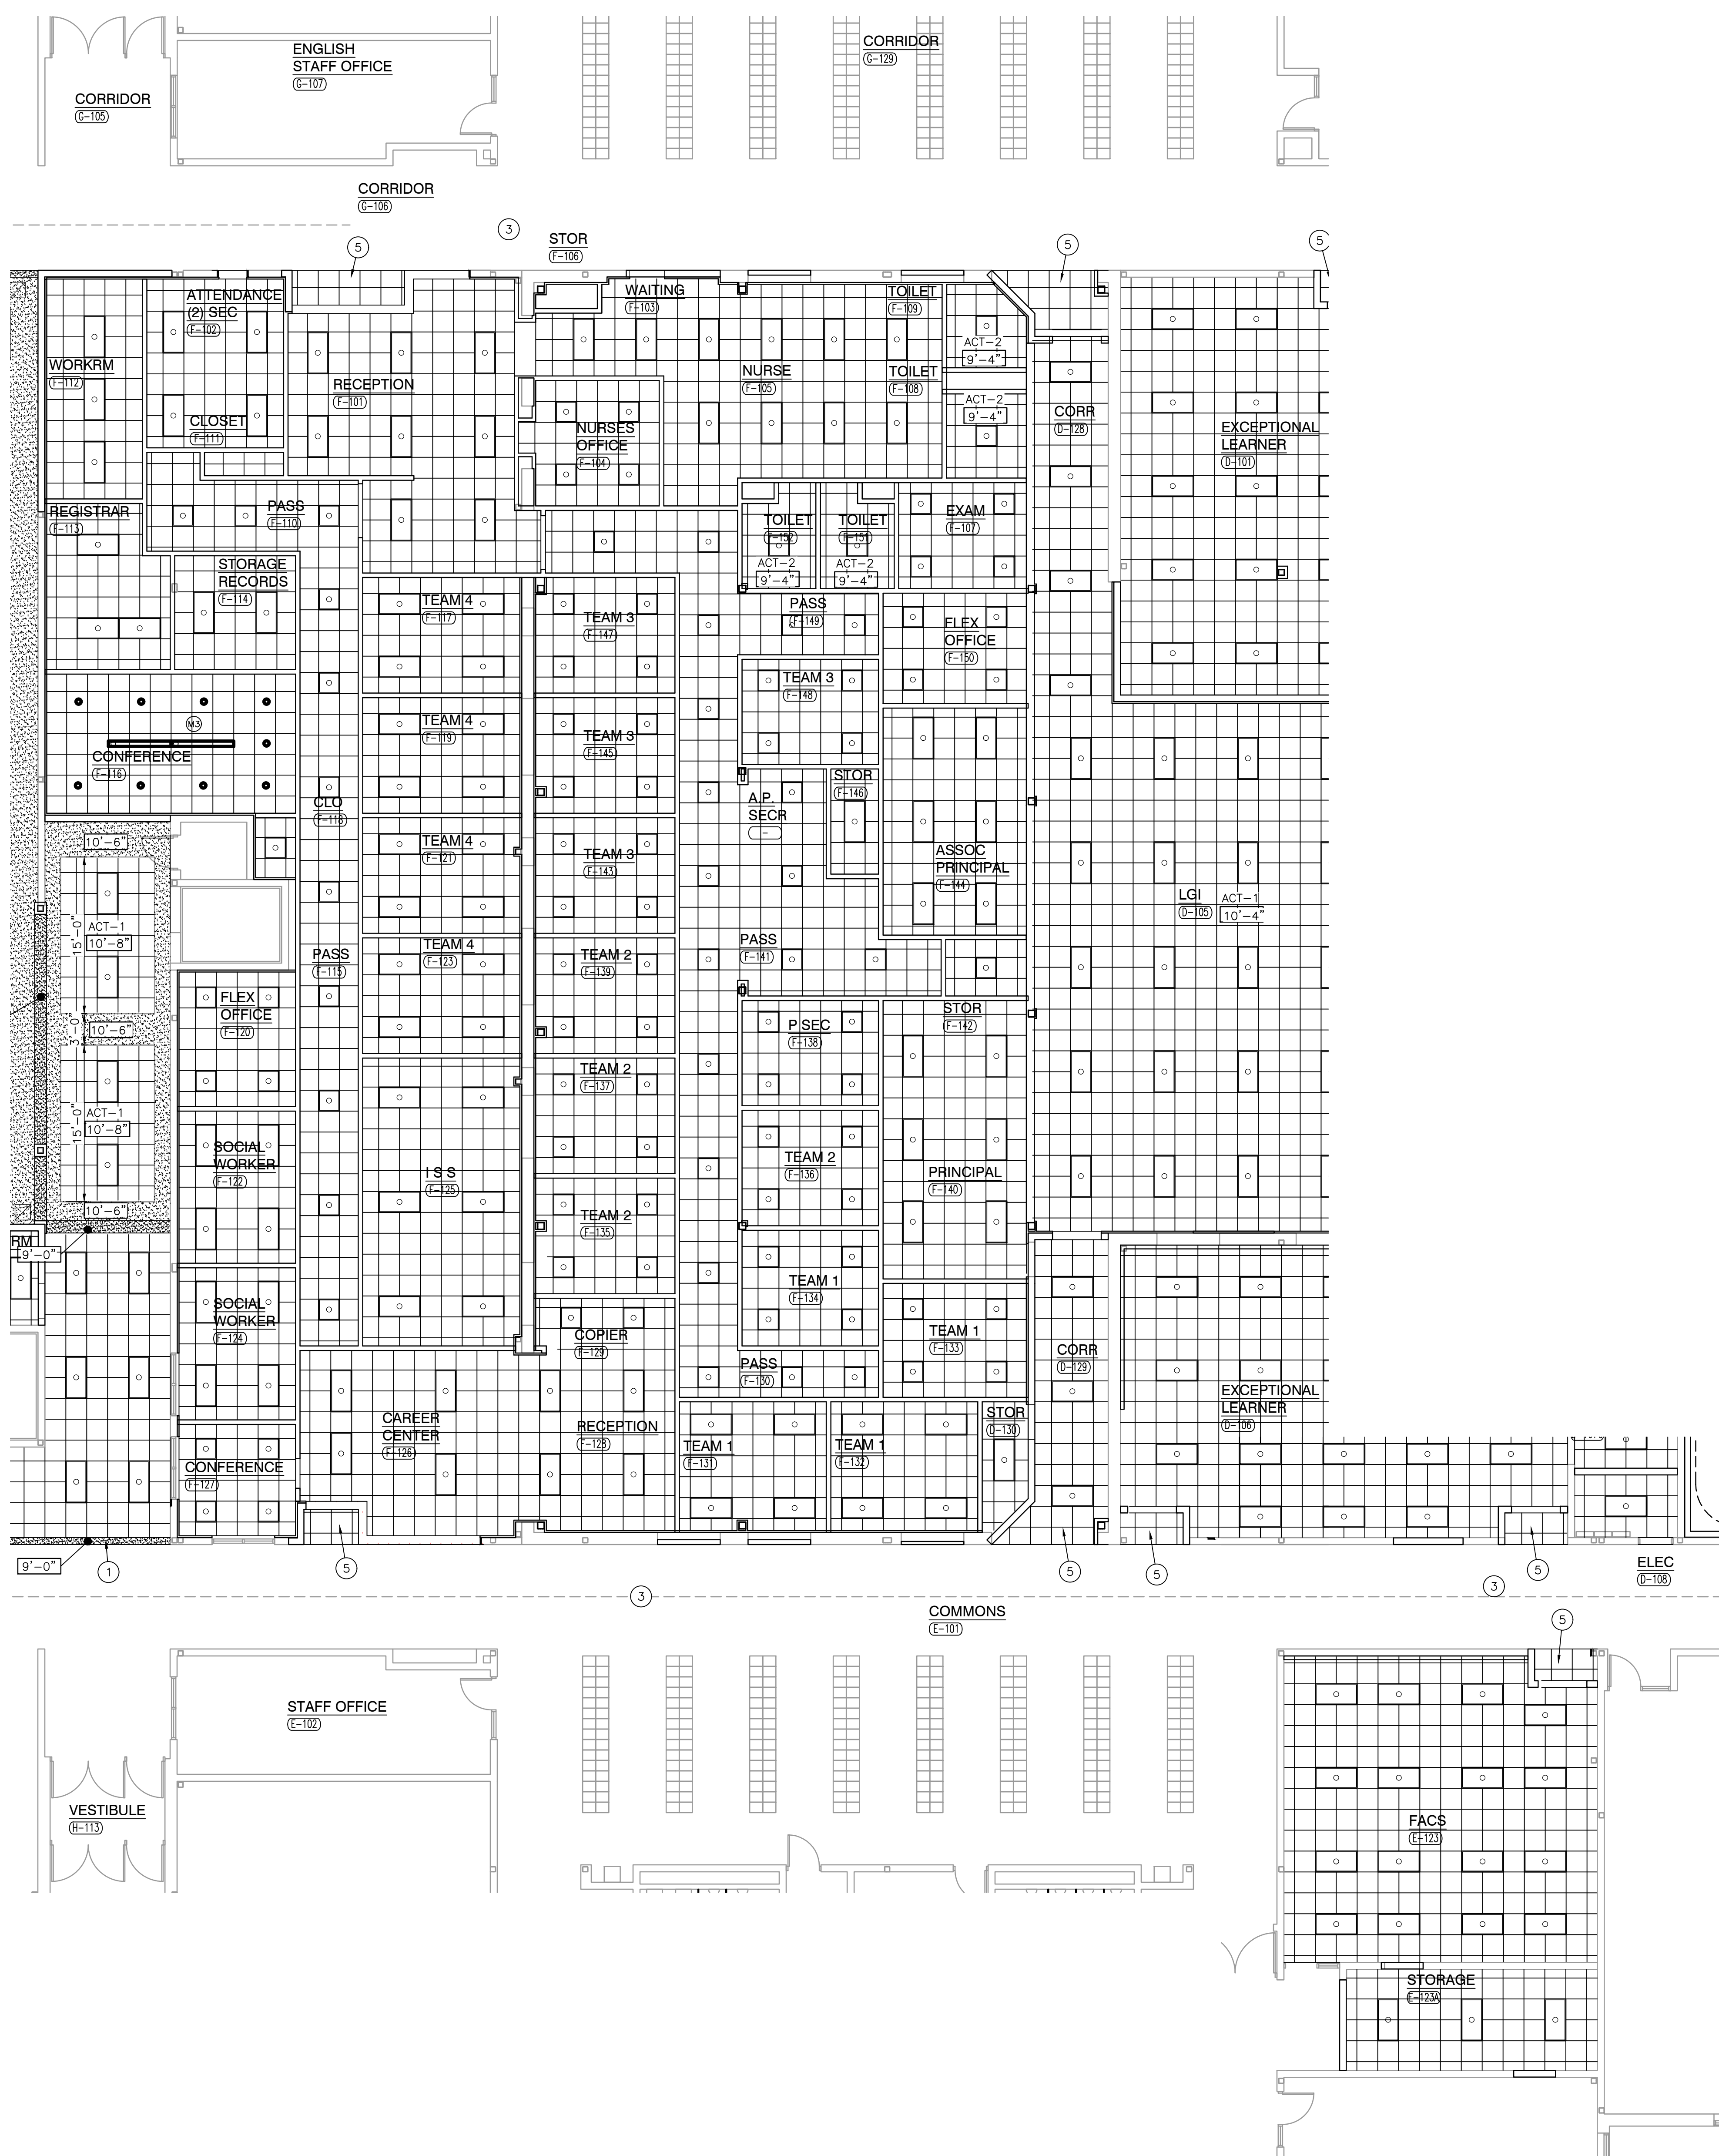 ENGLISH
STAFF OFFICE
G-107
CORRIDOR
G-129
CORRIDOR
G-105
CORRIDOR
G-106
3
STOR
F-106
5
5
5
ATTENDANCE
(2) SEC
F-102
WAITING
F-103
TOILET
F-109
ACT-2
9'-4"
WORKRM
F-112
RECEPTION
F-101
NURSE
F-105
TOILET
F-108
ACT-2
9'-4"
CORR
D-128
CLOSET
F-111
NURSES
OFFICE
F-104
EXCEPTIONAL
LEARNER
D-101
REGISTRAR
F-113
PASS
F-110
TOILET
F-152
ACT-2
9'-4"
TOILET
F-151
ACT-2
9'-4"
EXAM
F-107
STORAGE
RECORDS
F-114
TEAM 4
F-117
TEAM 3
F-147
PASS
F-149
FLEX
OFFICE
F-150
TEAM 3
F-148
M3
CONFERENCE
F-116
TEAM 4
F-119
TEAM 3
F-145
STOR
F-146
CLO
F-118
A.P.
SECR
-
10'-6"
TEAM 4
F-121
TEAM 3
F-143
ASSOC
PRINCIPAL
F-144
LGI
D-105
ACT-1
10'-4"
15'-0"
ACT-1
10'-8"
PASS
F-115
TEAM 4
F-123
TEAM 2
F-139
PASS
F-141
FLEX
OFFICE
F-120
STOR
F-142
P SEC
F-138
3'-0"
10'-6"
TEAM 2
F-137
15'-0"
ACT-1
10'-8"
SOCIAL
WORKER
F-122
I S S
F-125
TEAM 2
F-136
PRINCIPAL
F-140
10'-6"
TEAM 2
F-135
RM
9'-0"
TEAM 1
F-134
SOCIAL
WORKER
F-124
COPIER
F-129
TEAM 1
F-133
CORR
D-129
PASS
F-130
EXCEPTIONAL
LEARNER
D-106
CAREER
CENTER
F-126
RECEPTION
F-128
TEAM 1
F-131
TEAM 1
F-132
STOR
D-130
CONFERENCE
F-127
9'-0"
1
5
5
5
5
ELEC
D-108
3
3
COMMONS
E-101
5
STAFF OFFICE
E-102
VESTIBULE
H-113
FACS
E-123
STORAGE
E-123A